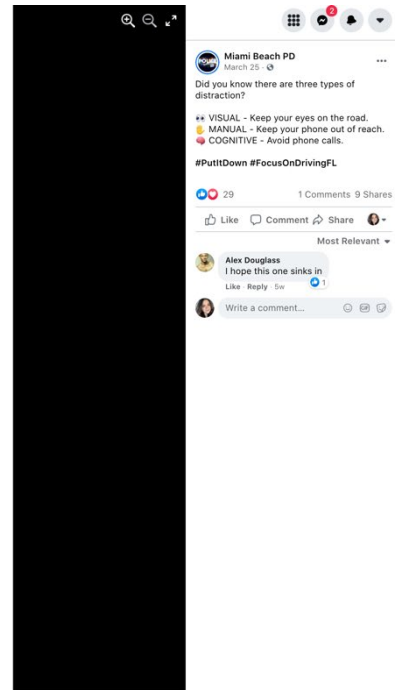 2
Miami Beach PD
March 25 ·
Did you know there are three types of
distraction?
👀 VISUAL - Keep your eyes on the road.
✋ MANUAL - Keep your phone out of reach.
🧠 COGNITIVE - Avoid phone calls.
#PutItDown #FocusOnDrivingFL
29 1 Comments 9 Shares
Like Comment Share
Most Relevant
Alex Douglass
I hope this one sinks in
Like · Reply · 5w 1
Write a comment... GIF